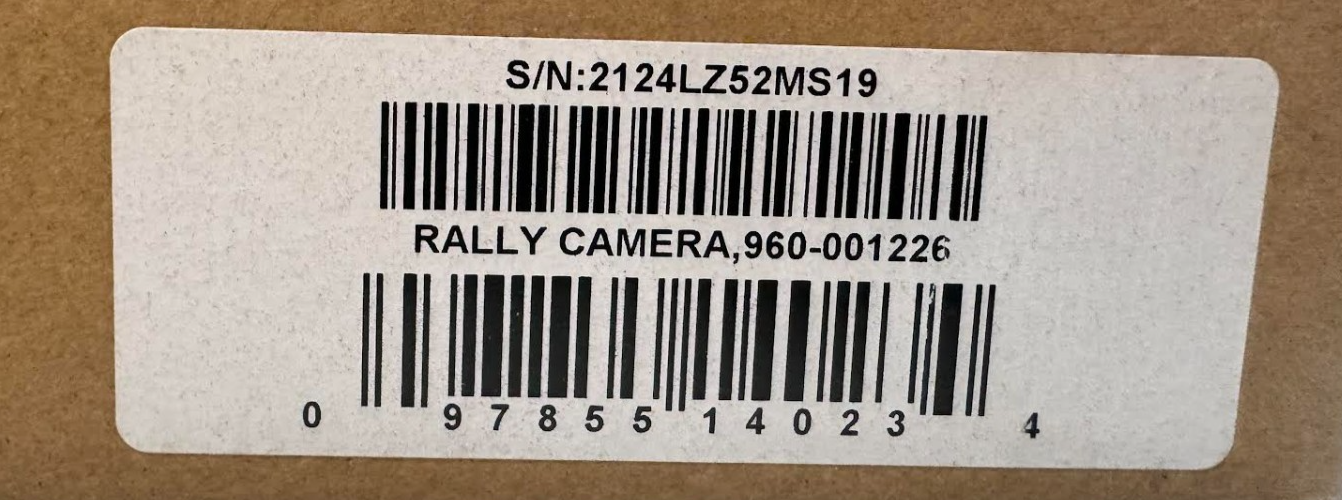 S/N:2124LZ52MS19
RALLY CAMERA,960-001226
0 97855 14023 4